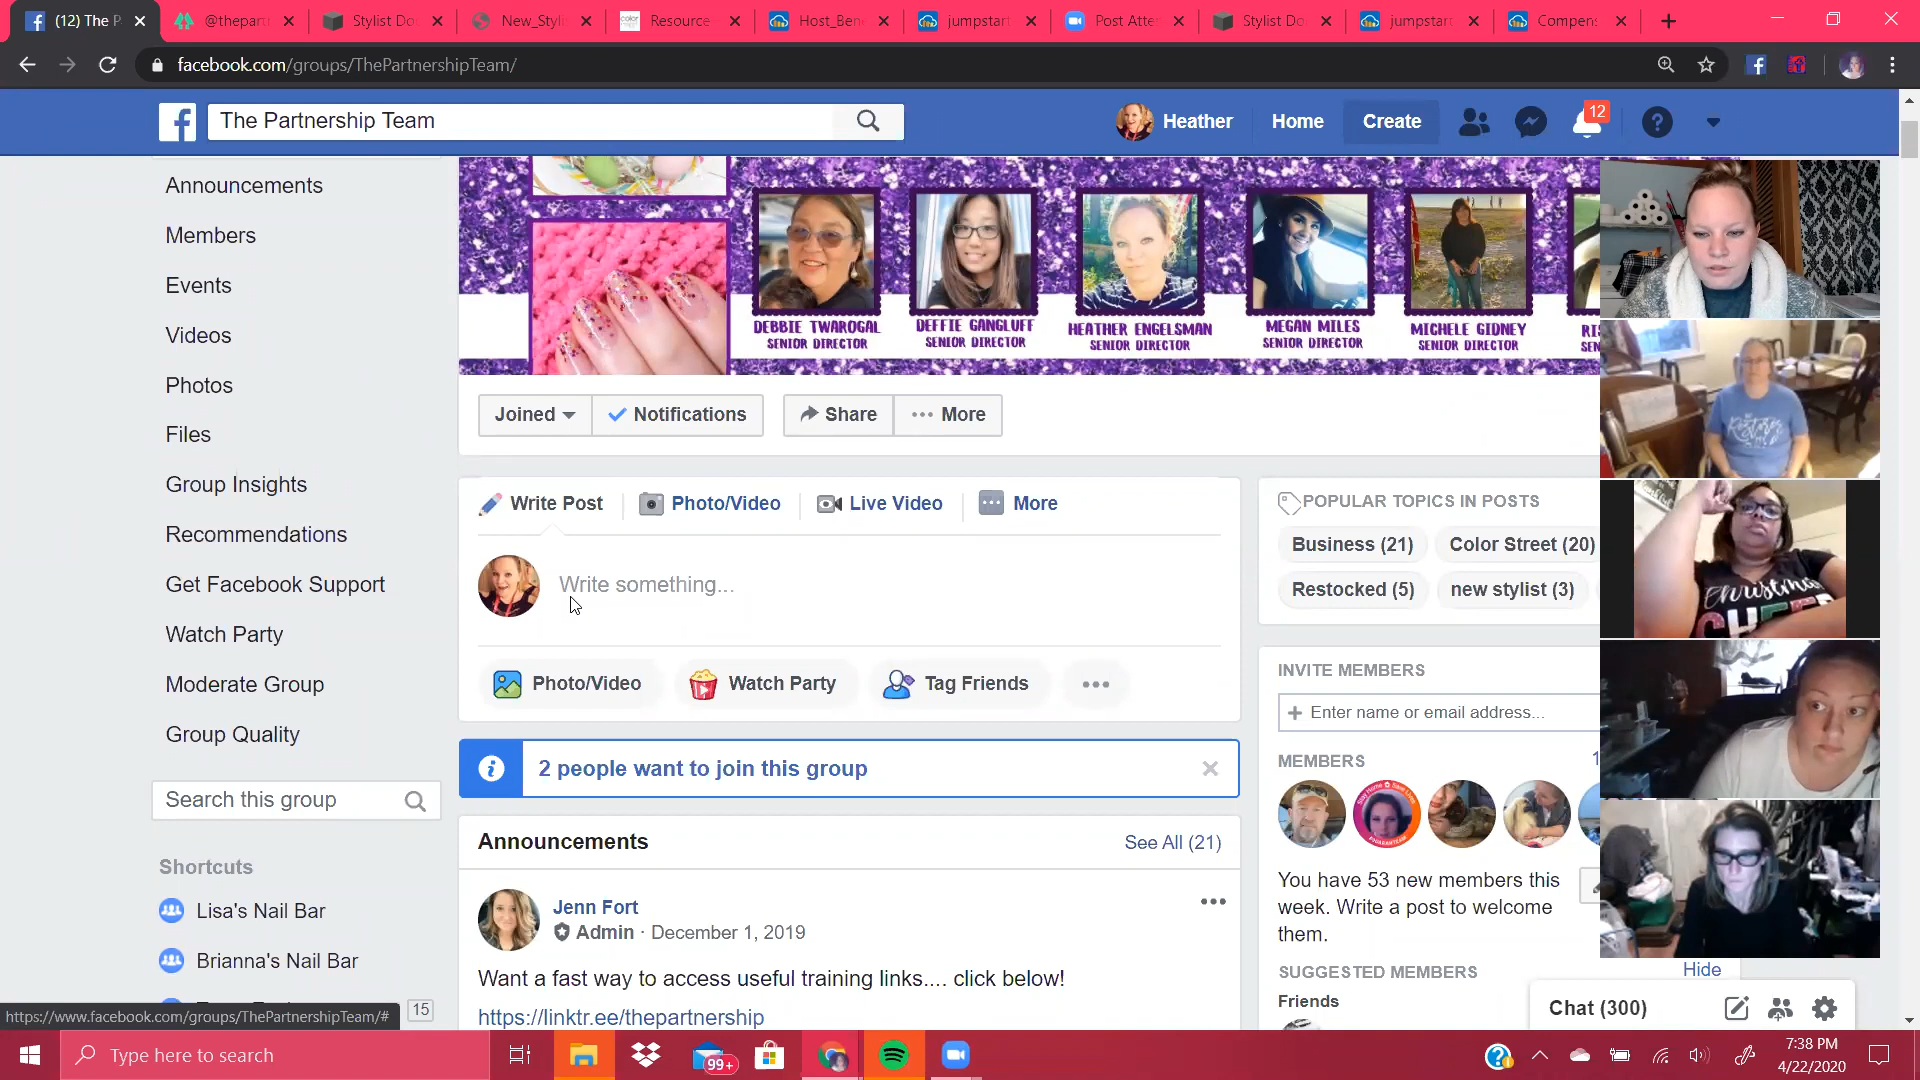 (12) The P
@thepart
Stylist Do
New_Styli
Resource
Host_Ben
jumpstart
Post Atte
Stylist Do
jumpstart
Compens
facebook.com/groups/ThePartnershipTeam/
The Partnership Team
Heather
Home
Create
12
Announcements
Members
Events
Videos
Photos
Files
Group Insights
Recommendations
Get Facebook Support
Watch Party
Moderate Group
Group Quality
Search this group
Shortcuts
Lisa's Nail Bar
Brianna's Nail Bar
15
https://www.facebook.com/groups/ThePartnershipTeam/#
DEBBIE TWAROGAL
SENIOR DIRECTOR
DEFFIE GANGLUFF
SENIOR DIRECTOR
HEATHER ENGELSMAN
SENIOR DIRECTOR
MEGAN MILES
SENIOR DIRECTOR
MICHELE GIDNEY
SENIOR DIRECTOR
RIS
SEN
Joined
Notifications
Share
More
Write Post
Photo/Video
Live Video
More
Write something...
Photo/Video
Watch Party
Tag Friends
2 people want to join this group
Announcements
See All (21)
Jenn Fort
Admin · December 1, 2019
Want a fast way to access useful training links.... click below!
https://linktr.ee/thepartnership
POPULAR TOPICS IN POSTS
Business (21)
Color Street (20)
Restocked (5)
new stylist (3)
INVITE MEMBERS
+ Enter name or email address...
MEMBERS
1
You have 53 new members this
week. Write a post to welcome
them.
SUGGESTED MEMBERS
Hide
Friends
Chat (300)
Christmas
CHEER
Type here to search
99+
7:38 PM
4/22/2020